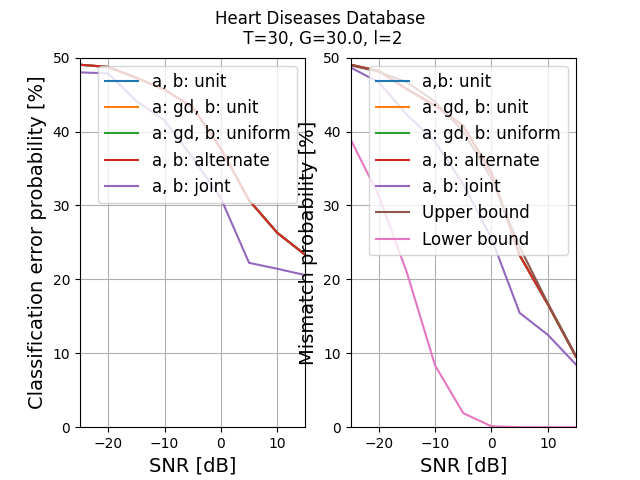 Heart Diseases Database
T=30, G=30.0, l=2
Classification error probability [%]
50
40
30
20
10
0
a, b: unit
a: gd, b: unit
a: gd, b: uniform
a, b: alternate
a, b: joint
−20
−10
0
10
SNR [dB]
Mismatch probability [%]
50
40
30
20
10
0
a,b: unit
a: gd, b: unit
a: gd, b: uniform
a, b: alternate
a, b: joint
Upper bound
Lower bound
−20
−10
0
10
SNR [dB]